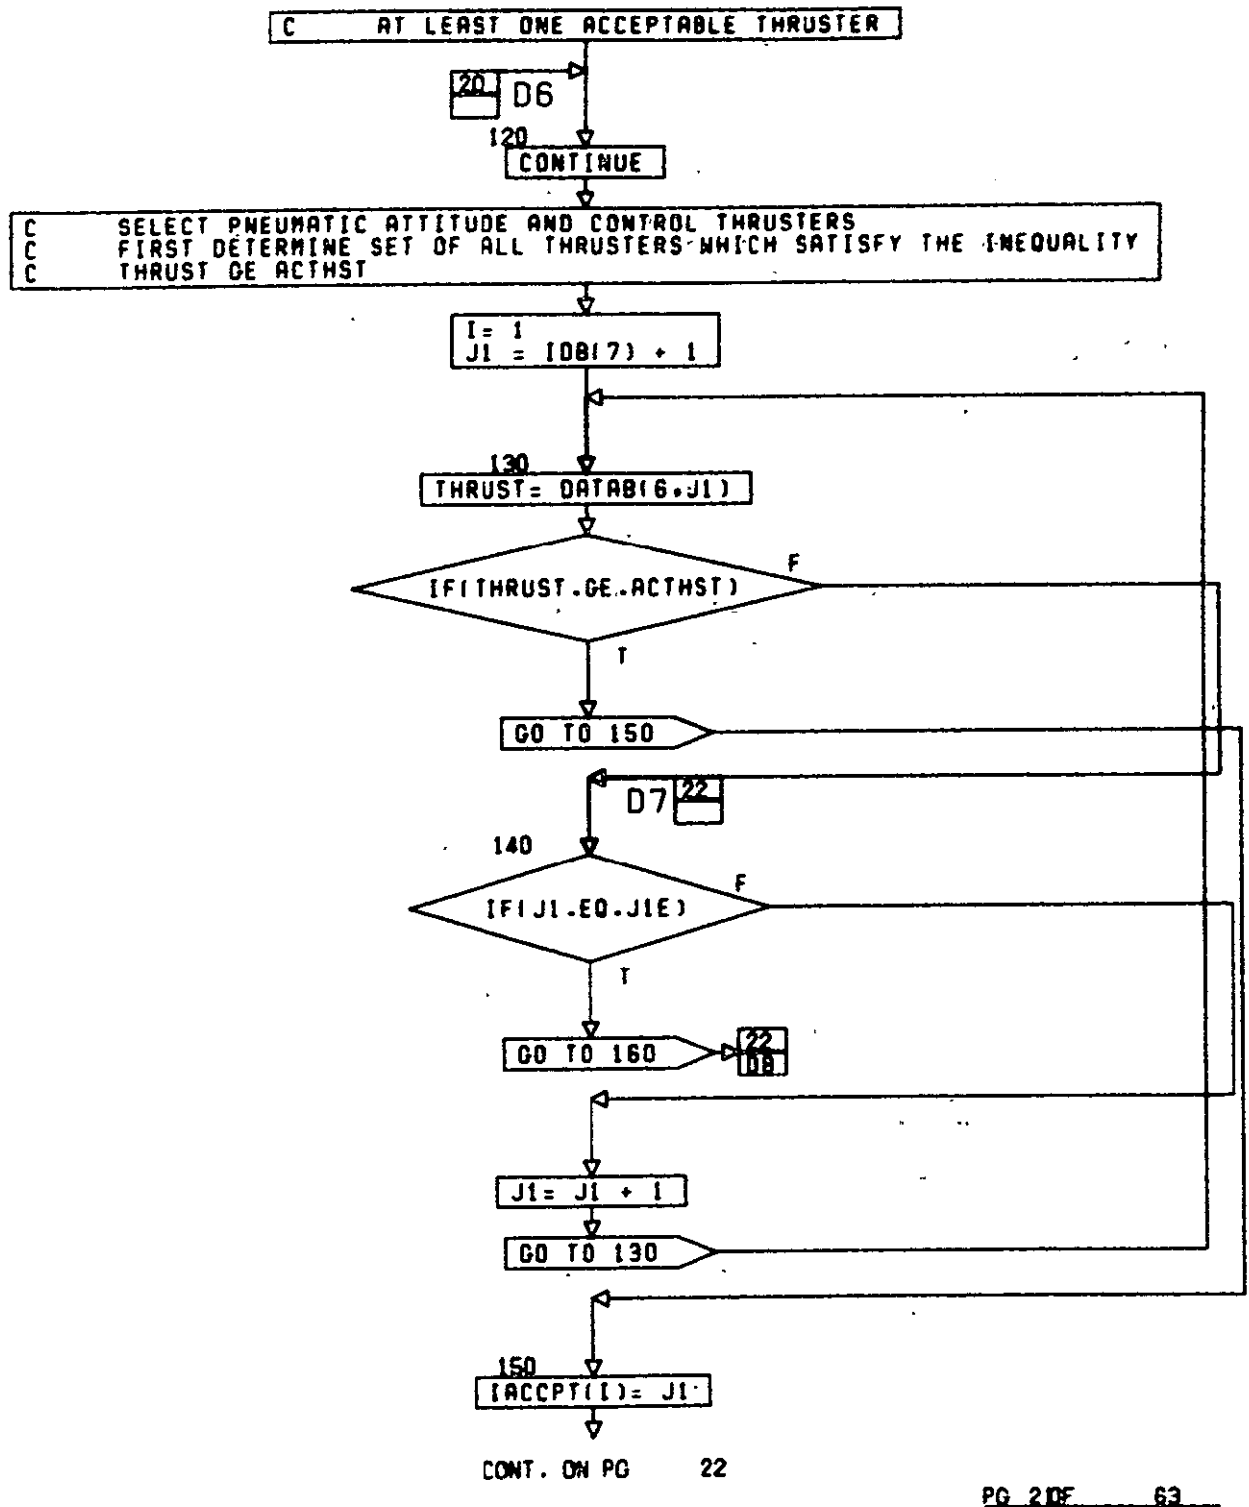 C AT LEAST ONE ACCEPTABLE THRUSTER
20 D6
120
CONTINUE
C SELECT PNEUMATIC ATTITUDE AND CONTROL THRUSTERS
C FIRST DETERMINE SET OF ALL THRUSTERS WHICH SATISFY THE INEQUALITY
C THRUST GE ACTHST
I= 1
J1 = IDB(7) + 1
130
THRUST= DATAB(6,J1)
IF(THRUST.GE.ACTHST)
F
T
GO TO 150
D7 22
140
IF(J1.EQ.J1E)
F
T
GO TO 160
22
D8
J1= J1 + 1
GO TO 130
150
IACCPT(I)= J1
CONT. ON PG 22
PG 21OF 63